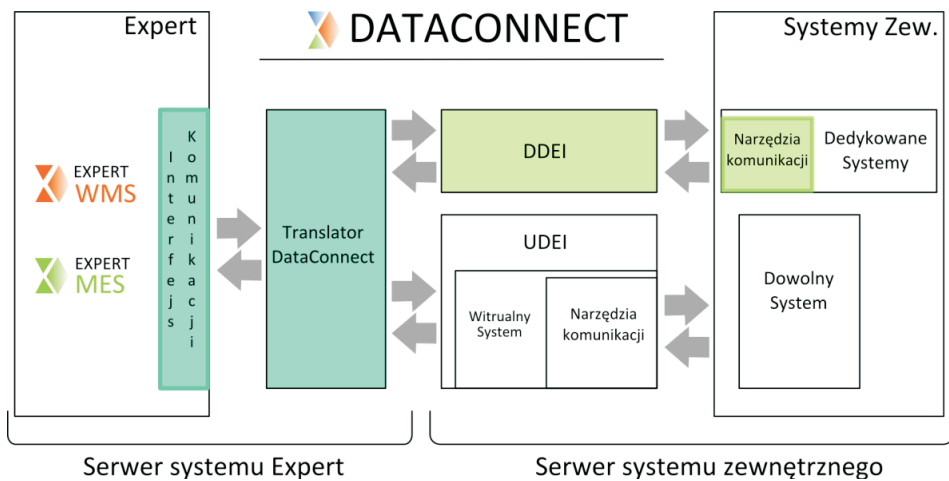 Expert
DATACONNECT
Systemy Zew.
EXPERT
WMS
EXPERT
MES
Interfejs
Komunikacji
Translator
DataConnect
DDEI
Narzędzia
komunikacji
Dedykowane
Systemy
UDEI
Witrualny
System
Narzędzia
komunikacji
Dowolny
System
Serwer systemu Expert
Serwer systemu zewnętrznego